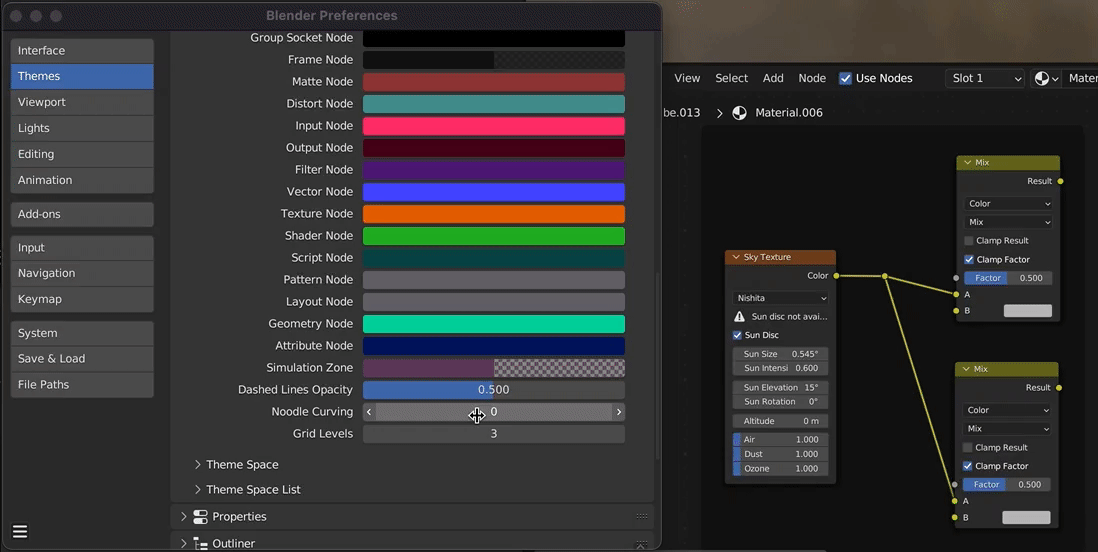 Blender Preferences
Interface
Themes
Viewport
Lights
Editing
Animation
Add-ons
Input
Navigation
Keymap
System
Save & Load
File Paths
Group Socket Node
Frame Node
Matte Node
Distort Node
Input Node
Output Node
Filter Node
Vector Node
Texture Node
Shader Node
Script Node
Pattern Node
Layout Node
Geometry Node
Attribute Node
Simulation Zone
Dashed Lines Opacity 0.500
Noodle Curving 0
Grid Levels 3
Theme Space
Theme Space List
Properties
Outliner
View Select Add Node Use Nodes Slot 1 Mater
be.013 Material.006
Sky Texture
Color
Nishita
Sun disc not avai...
Sun Disc
Sun Size 0.545°
Sun Intensi 0.600
Sun Elevation 15°
Sun Rotation 0°
Altitude 0 m
Air 1.000
Dust 1.000
Ozone 1.000
Mix
Result
Color
Mix
Clamp Result
Clamp Factor
Factor 0.500
A
B
Mix
Result
Color
Mix
Clamp Result
Clamp Factor
Factor 0.500
A
B